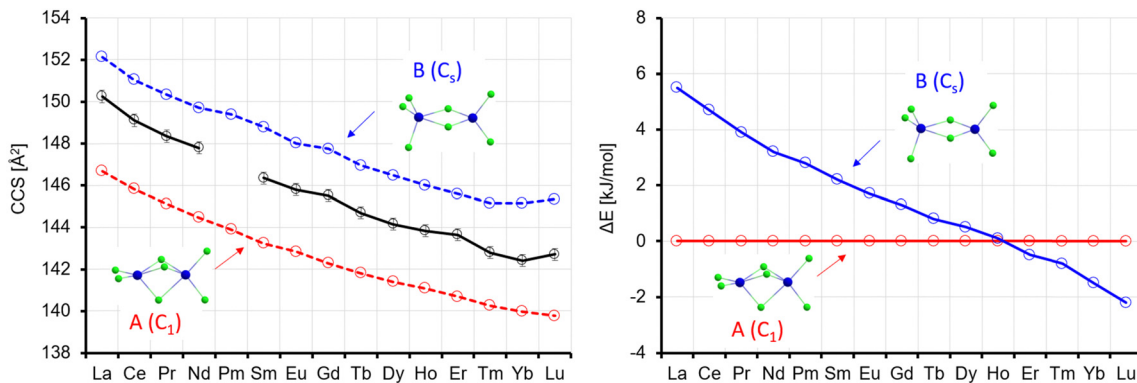 154
152
150
148
146
144
142
140
138
CCS [Å²]
B (Cₛ)
A (C₁)
La Ce Pr Nd Pm Sm Eu Gd Tb Dy Ho Er Tm Yb Lu
8
6
4
2
0
-2
-4
ΔE [kJ/mol]
B (Cₛ)
A (C₁)
La Ce Pr Nd Pm Sm Eu Gd Tb Dy Ho Er Tm Yb Lu